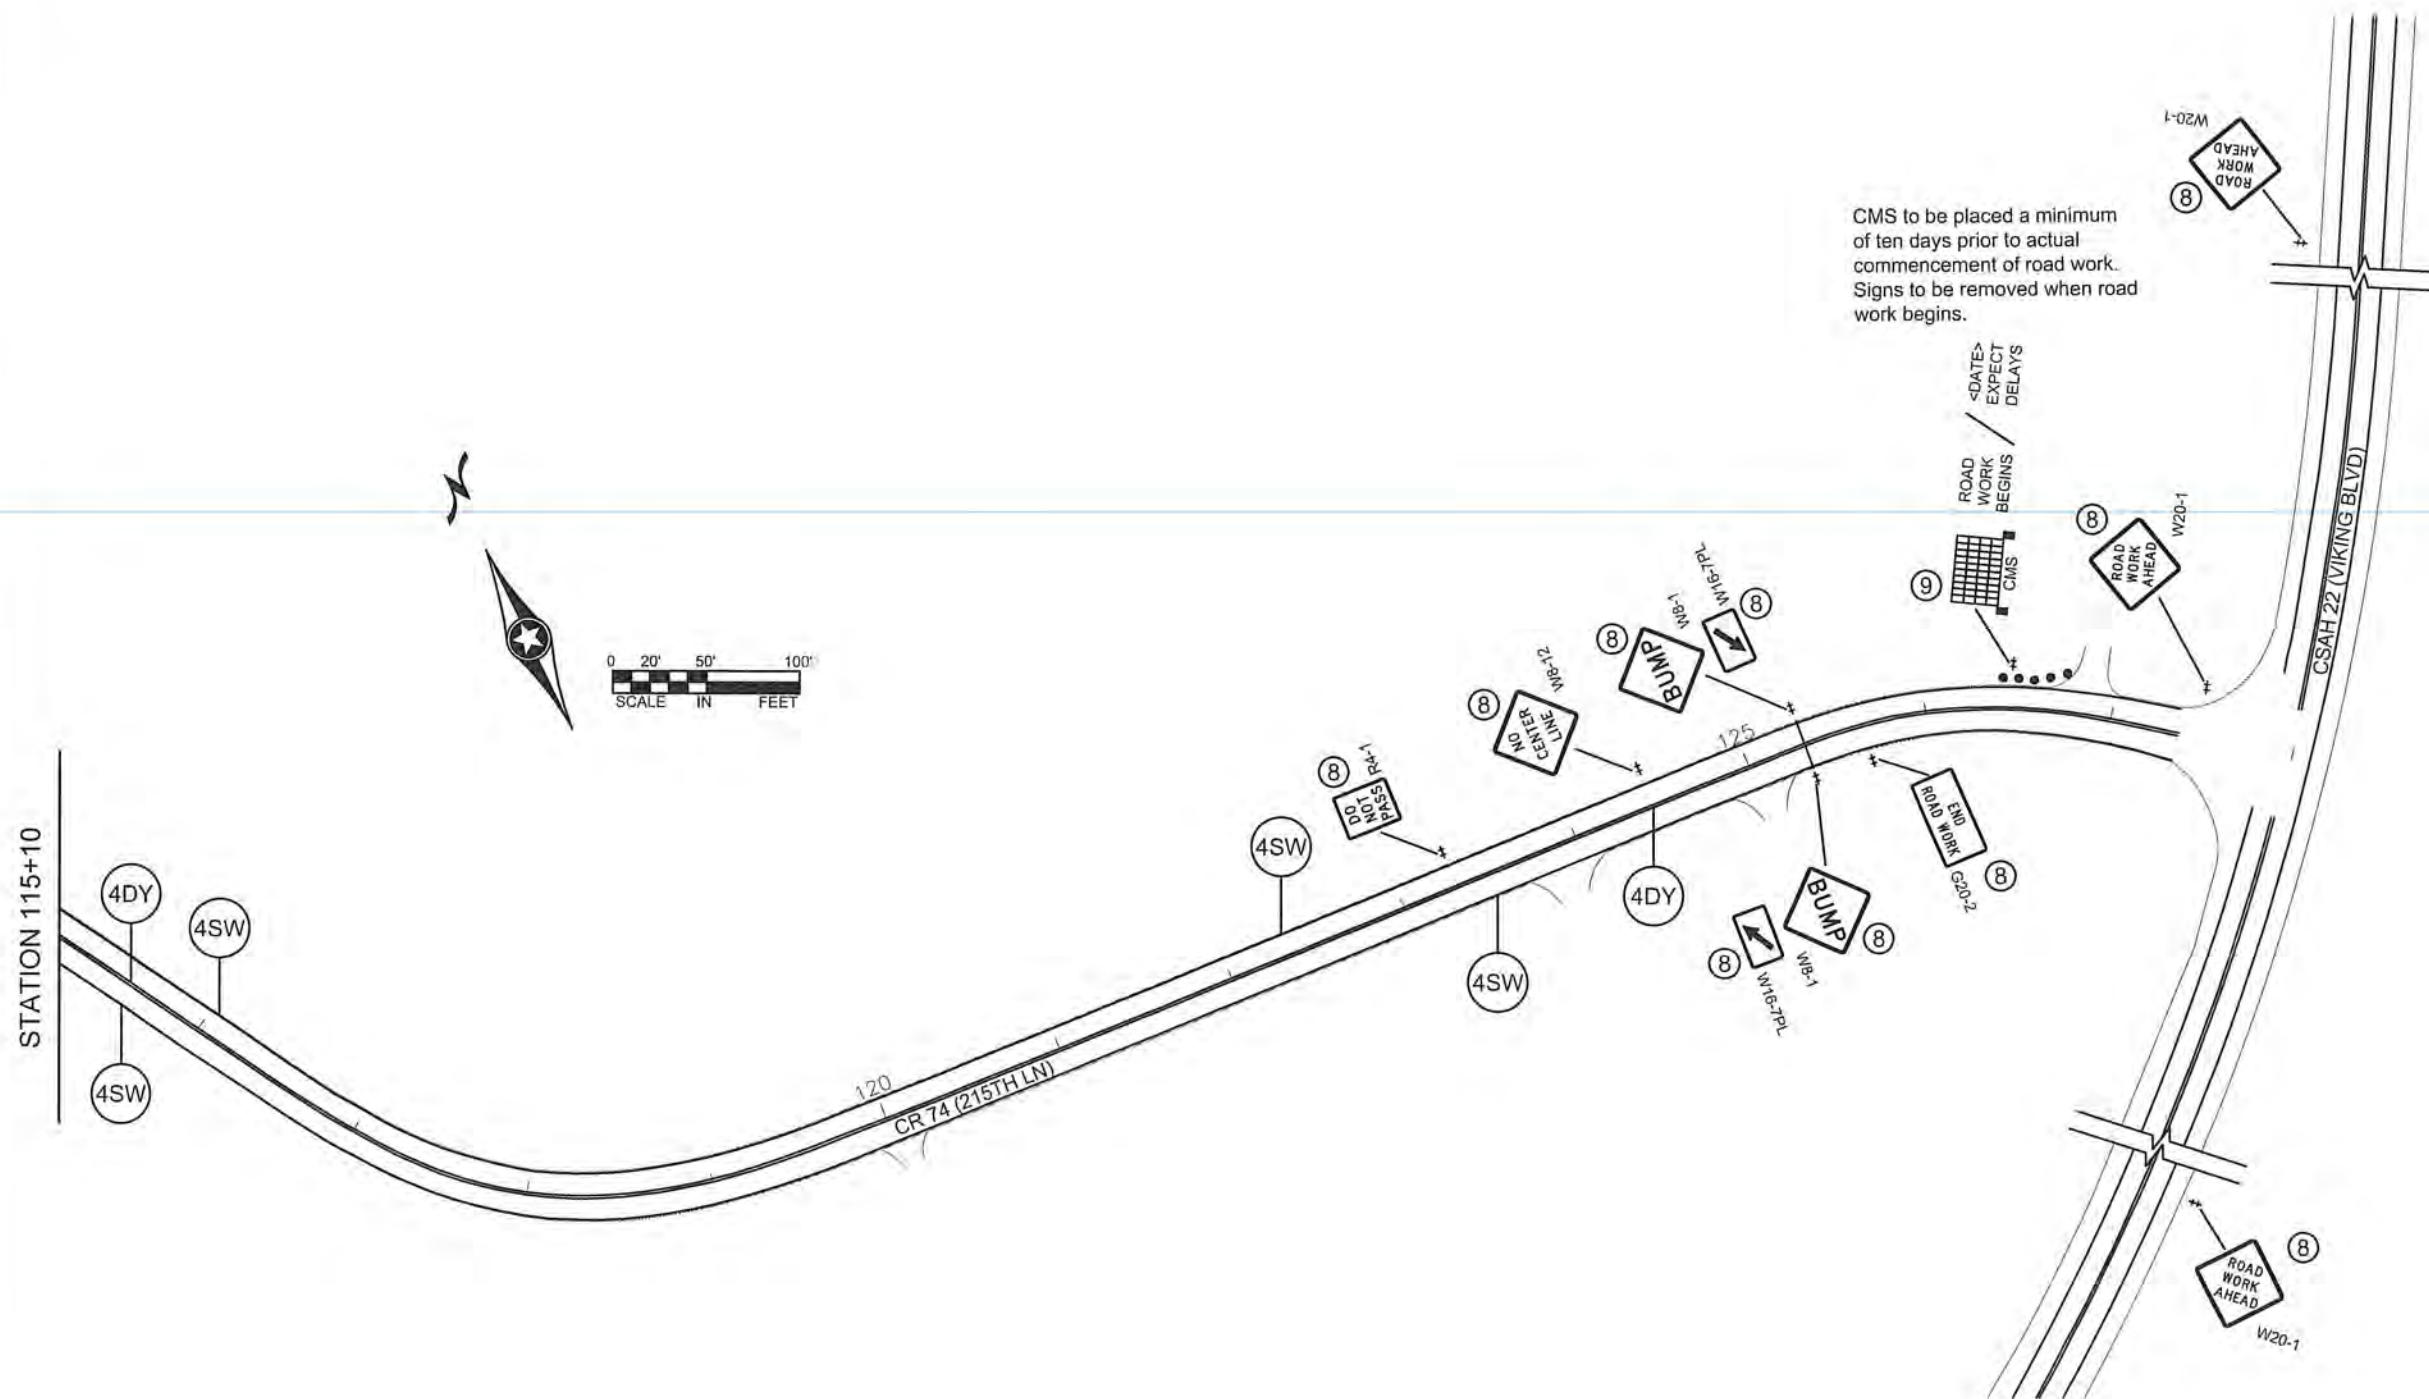 W20-1
ROAD
WORK
AHEAD
8
CMS to be placed a minimum
of ten days prior to actual
commencement of road work.
Signs to be removed when road
work begins.
<DATE>
EXPECT
DELAYS
ROAD
WORK
BEGINS
CMS
9
8
ROAD
WORK
AHEAD
W20-1
CSAH 22 (VIKING BLVD)
N
0 20' 50' 100'
SCALE IN FEET
8
BUMP
W8-1
W16-7PL
8
8
NO
CENTER
LINE
W8-12
8
DO
NOT
PASS
R4-1
125
END
ROAD WORK
G20-2
8
BUMP
W8-1
8
8
W16-7PL
4SW
4DY
4SW
STATION 115+10
4DY
4SW
4SW
120
CR 74 (215TH LN)
8
ROAD
WORK
AHEAD
W20-1